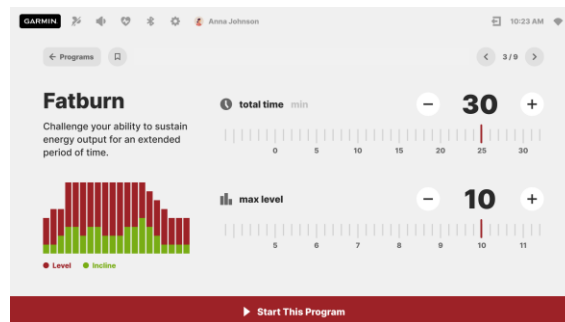 GARMIN Anna Johnson 10:23 AM
Programs 3/9
Fatburn
Challenge your ability to sustain
energy output for an extended
period of time.
Level Incline
total time min 30
0 5 10 15 20 25 30
max level 10
5 6 7 8 9 10 11
Start This Program